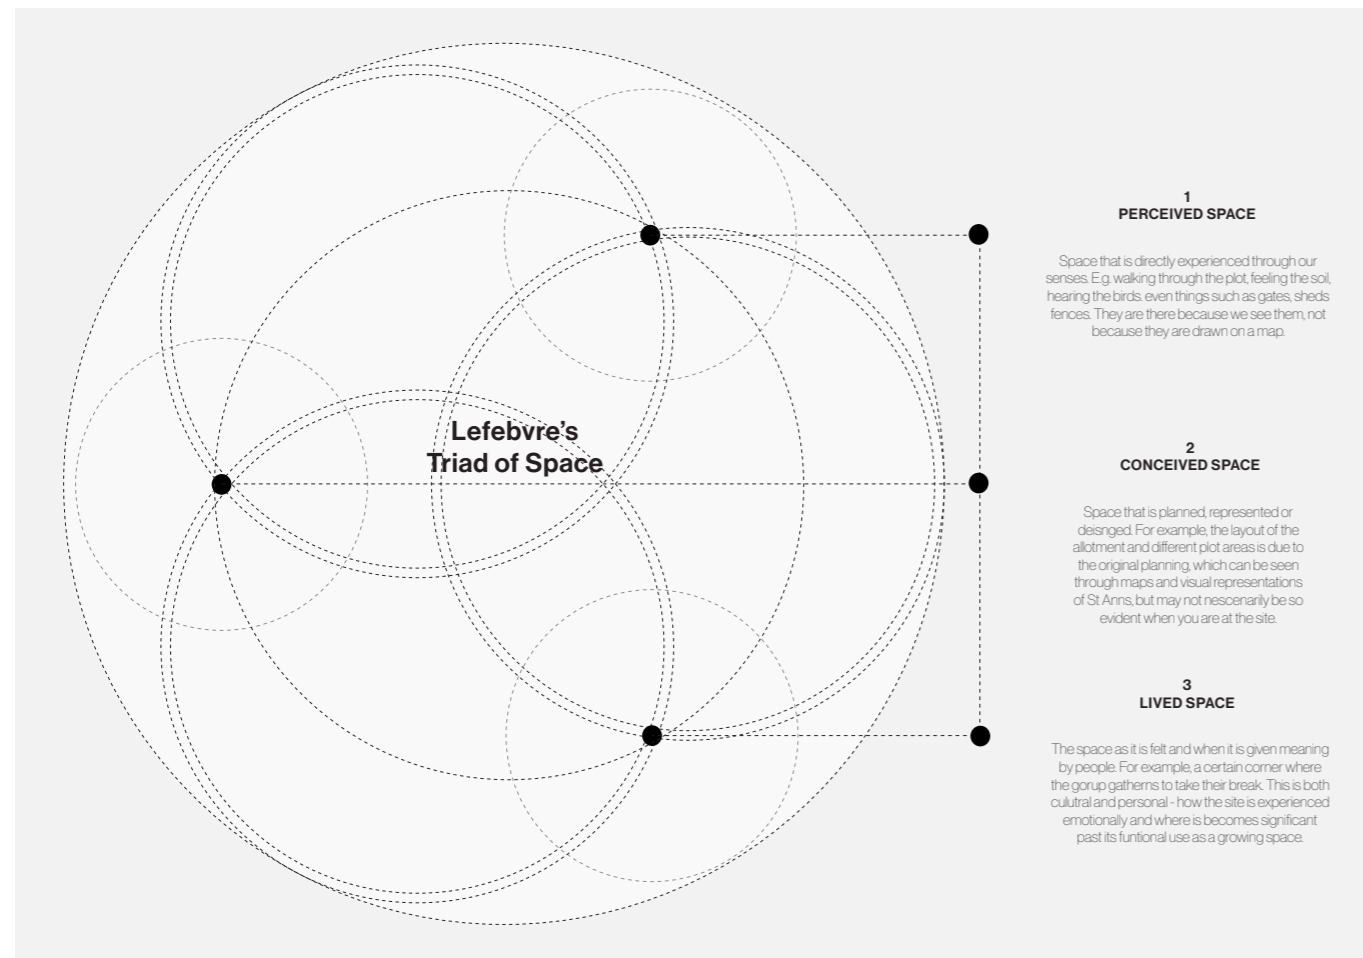 Lefebvre's
Triad of Space
1
PERCEIVED SPACE
Space that is directly experienced through our
senses. E.g. walking through the plot, feeling the soil,
hearing the birds. even things such as gates, sheds
fences. They are there because we see them, not
because they are drawn on a map.
2
CONCEIVED SPACE
Space that is planned, represented or
deisnged. For example, the layout of the
allotment and different plot areas is due to
the original planning, which can be seen
through maps and visual representations
of St Anns, but may not nescenarily be so
evident when you are at the site.
3
LIVED SPACE
The space as it is felt and when it is given meaning
by people. For example, a certain corner where
the gorup gatherns to take their break. This is both
culutral and personal - how the site is experienced
emotionally and where is becomes significant
past its funtional use as a growing space.